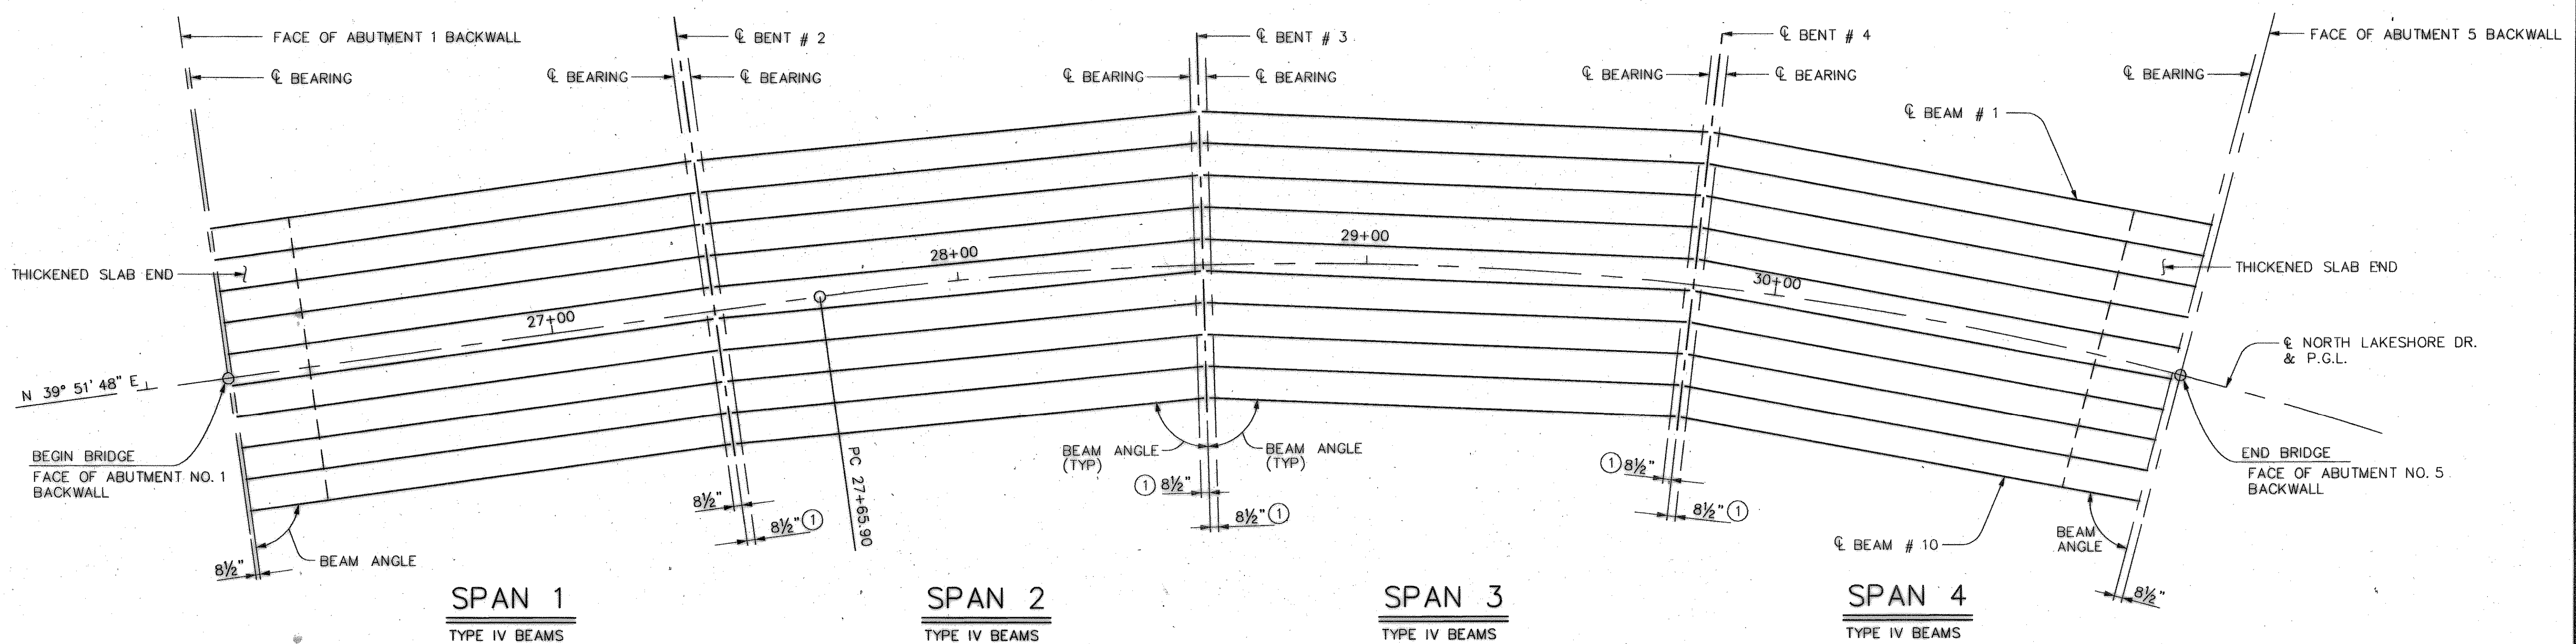 FACE OF ABUTMENT 1 BACKWALL
℄ BENT # 2
℄ BENT # 3
℄ BENT # 4
FACE OF ABUTMENT 5 BACKWALL
℄ BEARING
℄ BEARING
℄ BEARING
℄ BEARING
℄ BEARING
℄ BEARING
℄ BEARING
℄ BEARING
℄ BEAM # 1
THICKENED SLAB END
27+00
28+00
29+00
30+00
THICKENED SLAB END
N 39° 51' 48" E
℄ NORTH LAKESHORE DR.
& P.G.L.
BEGIN BRIDGE
FACE OF ABUTMENT NO. 1
BACKWALL
PC 27+65.90
BEAM ANGLE
(TYP)
BEAM ANGLE
(TYP)
END BRIDGE
FACE OF ABUTMENT NO. 5
BACKWALL
8½"
8½" ①
① 8½"
8½" ①
① 8½"
8½" ①
BEAM ANGLE
8½"
℄ BEAM # 10
BEAM
ANGLE
8½"
SPAN 1
TYPE IV BEAMS
SPAN 2
TYPE IV BEAMS
SPAN 3
TYPE IV BEAMS
SPAN 4
TYPE IV BEAMS